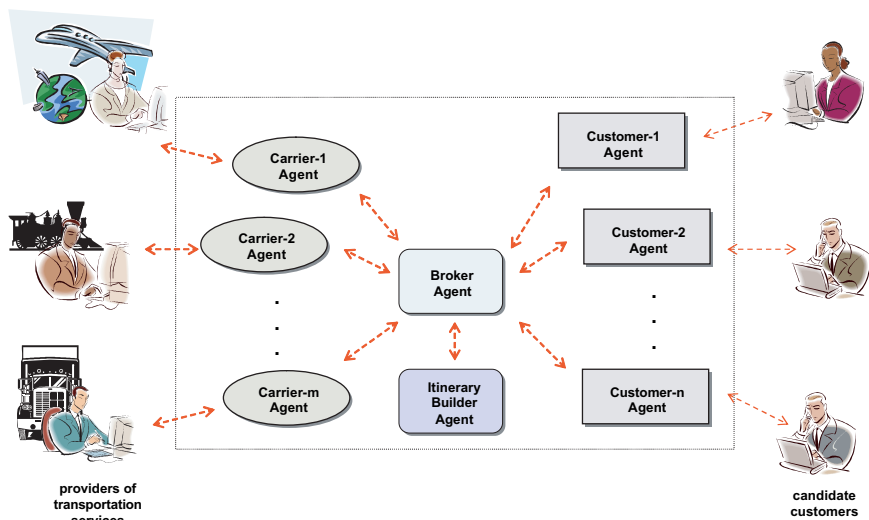 Carrier-1
Agent
Customer-1
Agent
Carrier-2
Agent
Customer-2
Agent
Broker
Agent
.
.
.
.
.
.
Carrier-m
Agent
Itinerary
Builder
Agent
Customer-n
Agent
providers of
transportation
services
candidate
customers